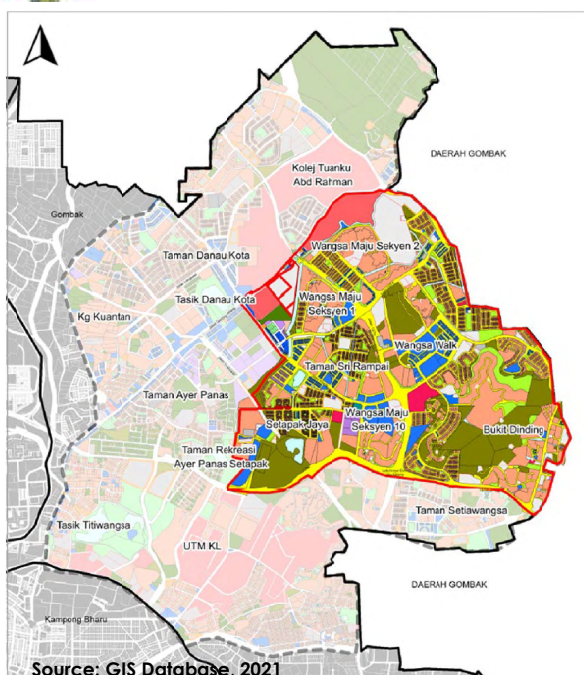 DAERAH GOMBAK
Kolej Tuanku
Abd Rahman
Gombak
Wangsa Maju Seksyen 2
Taman Danau Kota
Tasik Danau Kota
Wangsa Maju
Seksyen 1
Kg Kuantan
Wangsa Walk
Taman Sri Rampai
Taman Ayer Panas
Wangsa Maju
Seksyen 10
Setapak Jaya
Bukit Dinding
Taman Rekreasi
Ayer Panas Setapak
Taman Setiawangsa
Tasik Titiwangsa
UTM KL
DAERAH GOMBAK
Kampong Bharu
Source: GIS Database, 2021